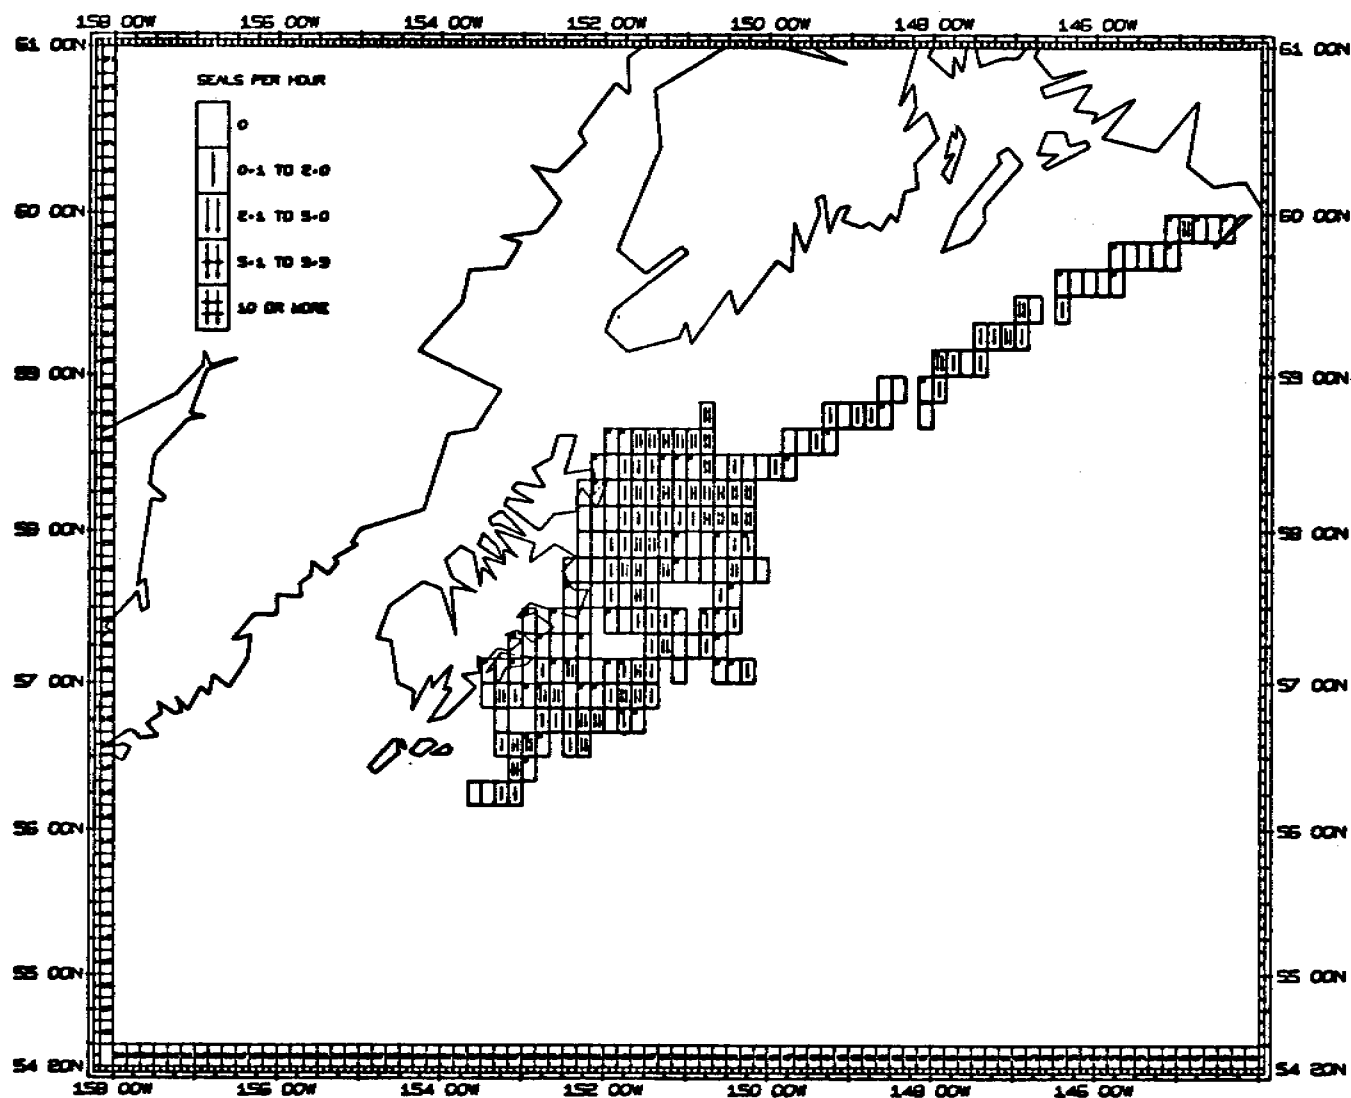 158 00W 156 00W 154 00W 152 00W 150 00W 148 00W 146 00W
61 00N 61 00N
SEALS PER HOUR
0
0.1 TO 2.0
2.1 TO 5.0
5.1 TO 9.9
10 OR MORE
60 00N 60 00N
59 00N 59 00N
58 00N 58 00N
57 00N 57 00N
56 00N 56 00N
55 00N 55 00N
54 20N 54 20N
158 00W 156 00W 154 00W 152 00W 150 00W 148 00W 146 00W